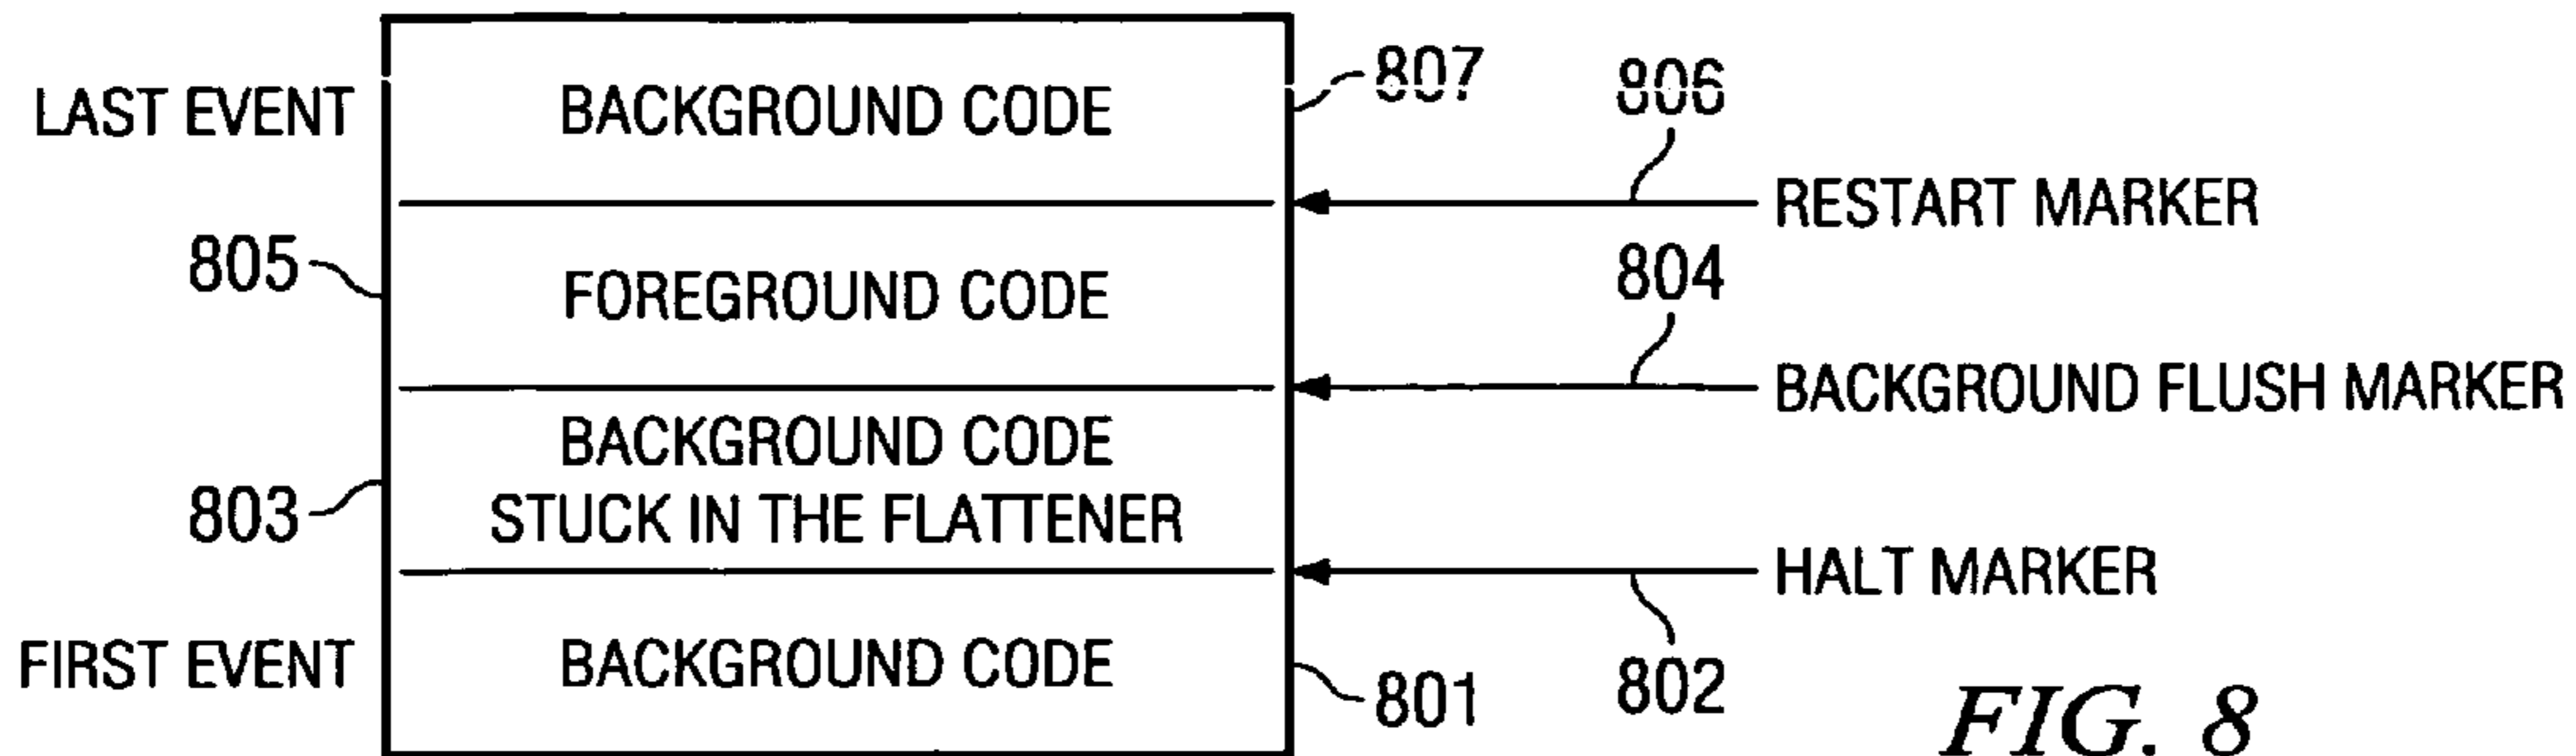 LAST EVENT
BACKGROUND CODE
807
806
RESTART MARKER
805
FOREGROUND CODE
804
BACKGROUND FLUSH MARKER
BACKGROUND CODE
STUCK IN THE FLATTENER
803
HALT MARKER
FIRST EVENT
BACKGROUND CODE
801
802
FIG. 8